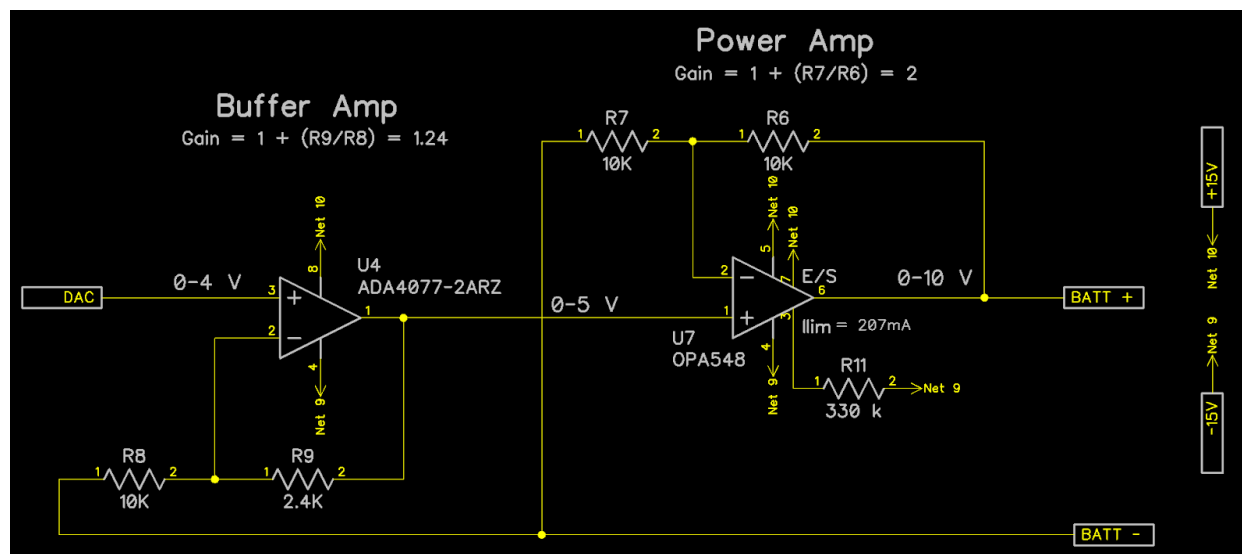 Power Amp
Gain = 1 + (R7/R6) = 2
Buffer Amp
Gain = 1 + (R9/R8) = 1.24
R7
1 2
10K
R6
1 2
10K
+15V
Net 10
Net 10
Net 10
Net 10
5
7
8
0-4 V
DAC
3
2
1
4
U4
ADA4077-2ARZ
Net 9
0-5 V
2
1
E/S
6
3
4
0-10 V
BATT +
Ilim = 207mA
U7
OPA548
Net 9
R11
1 2
330 k
Net 9
Net 9
-15V
R8
1 2
10K
R9
1 2
2.4K
BATT -